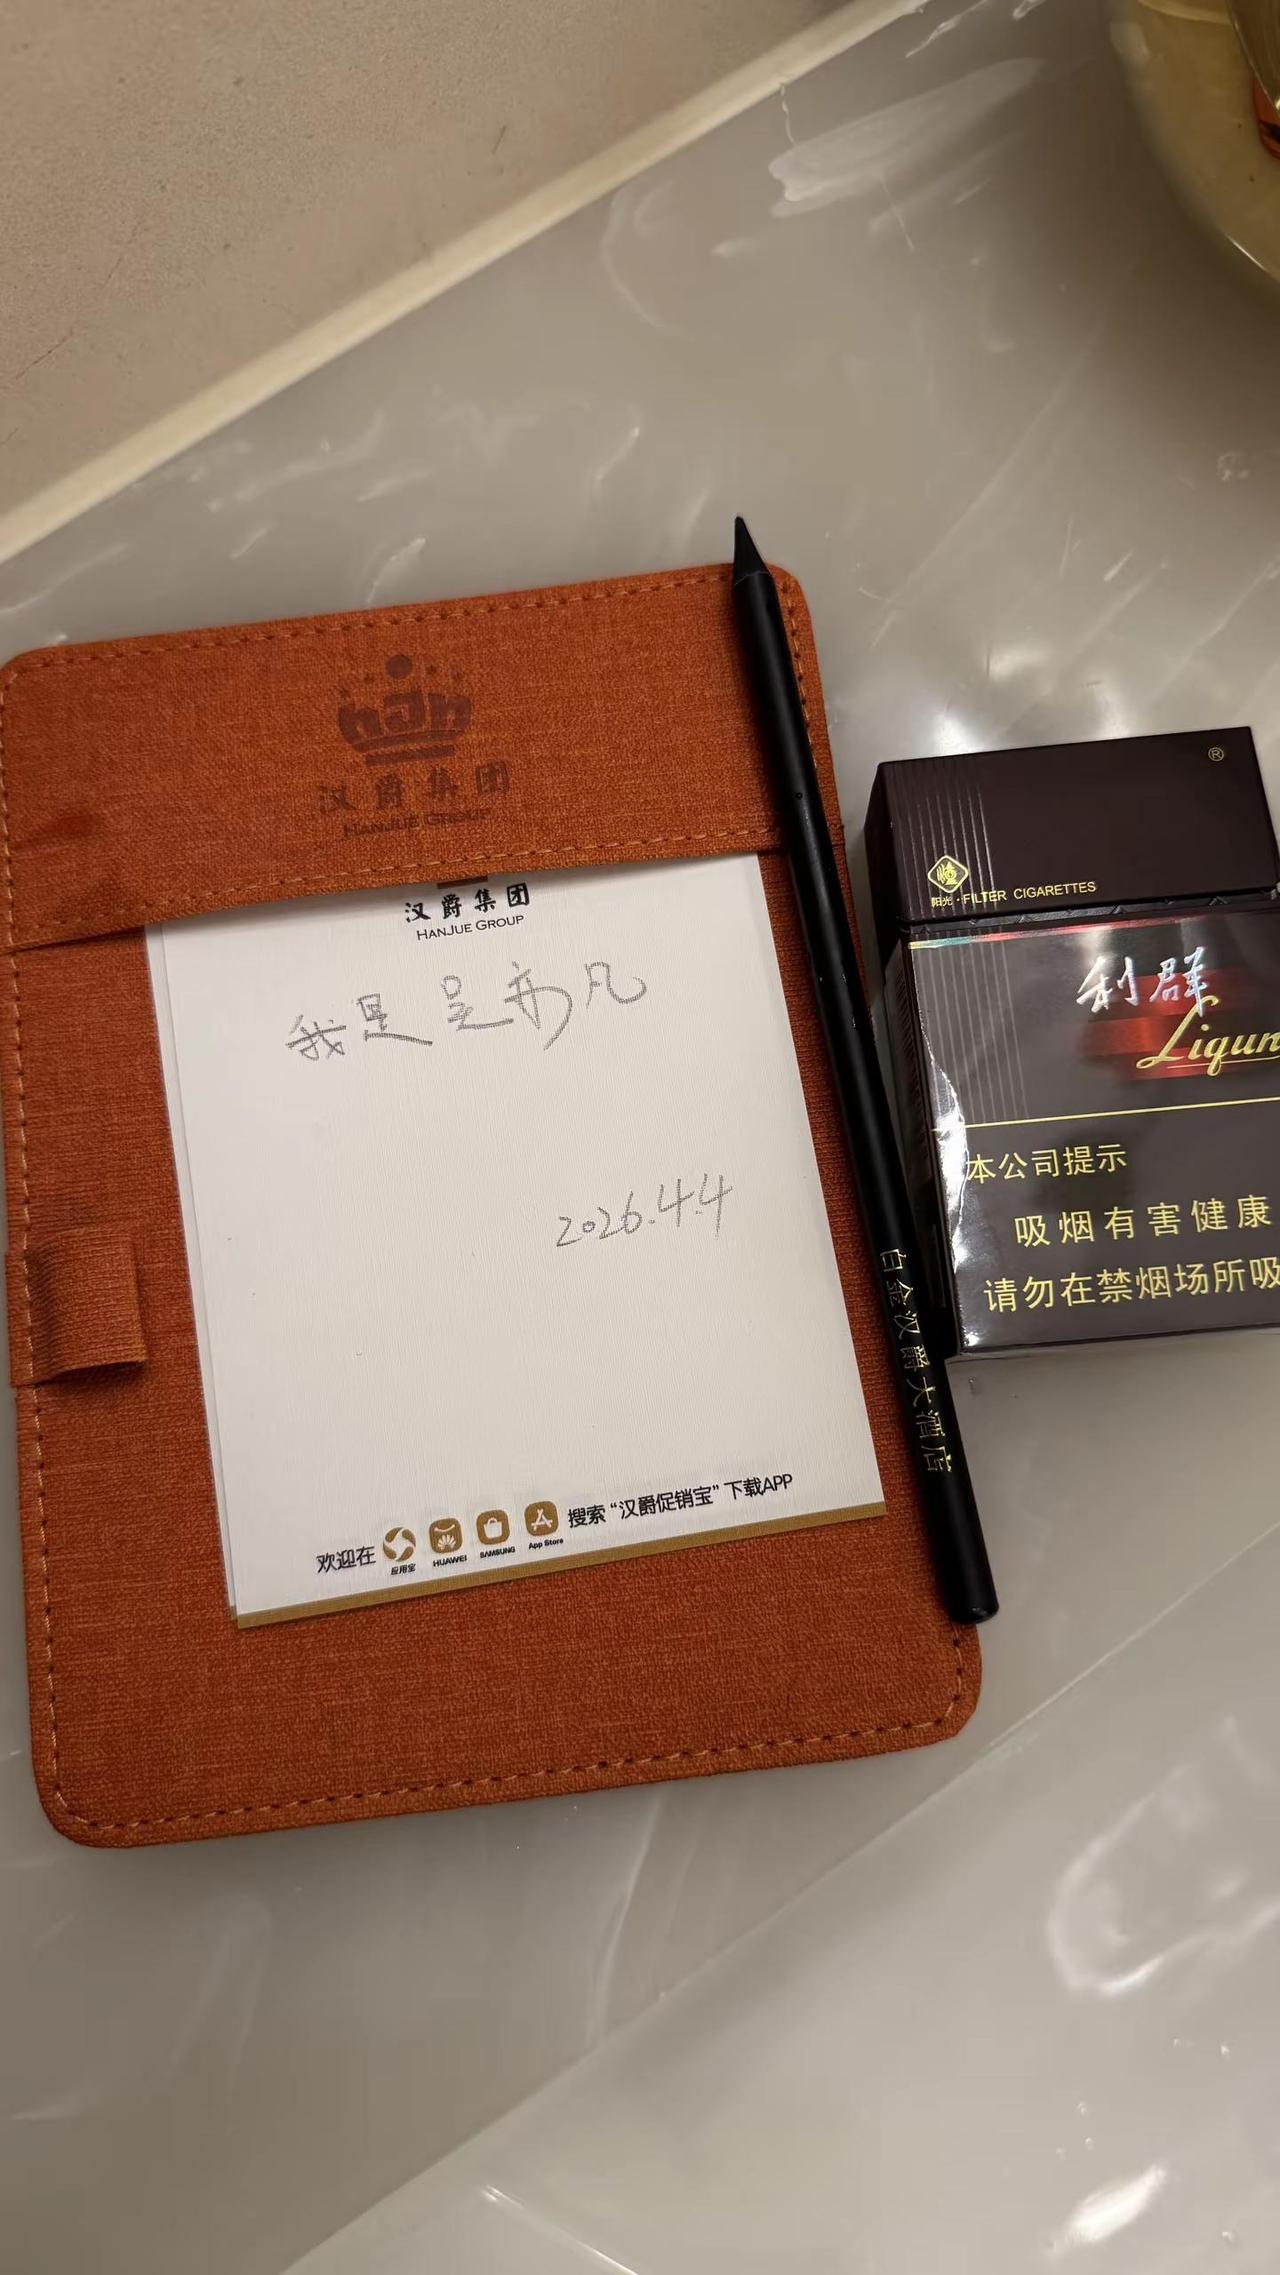 han
汉爵集团
HANJUE GROUP
汉爵集团
HANJUE GROUP
我是吴亦凡
2026.4.4
欢迎在 应用宝 HUAWEI SAMSUNG App Store 搜索“汉爵促销宝”下载APP
白金汉爵大酒店
®
阳光·FILTER CIGARETTES
利群
Liqun
本公司提示
吸烟有害健康
请勿在禁烟场所吸